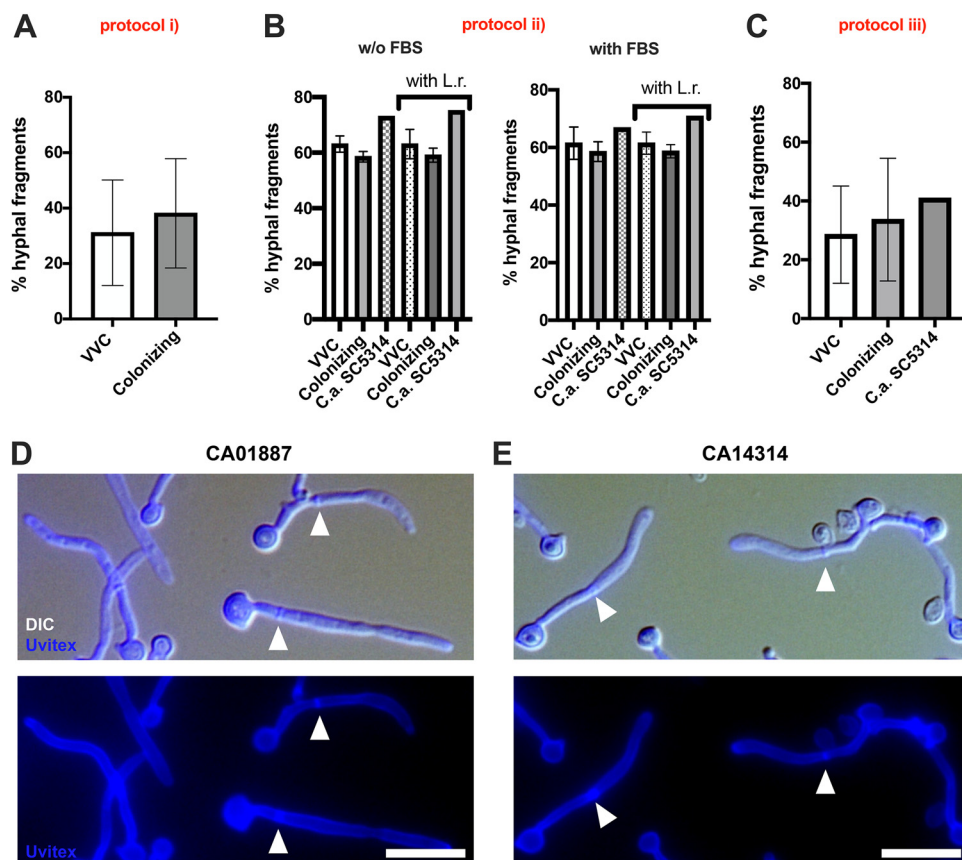 A
protocol i)
% hyphal fragments
80
60
40
20
0
VVC
Colonizing
B
protocol ii)
w/o FBS
with L.r.
% hyphal fragments
80
60
40
20
0
VVC
Colonizing
C.a. SC5314
VVC
Colonizing
C.a. SC5314
with FBS
with L.r.
% hyphal fragments
80
60
40
20
0
VVC
Colonizing
C.a. SC5314
VVC
Colonizing
C.a. SC5314
C
protocol iii)
% hyphal fragments
80
60
40
20
0
VVC
Colonizing
C.a. SC5314
D
CA01887
DIC
Uvitex
Uvitex
E
CA14314